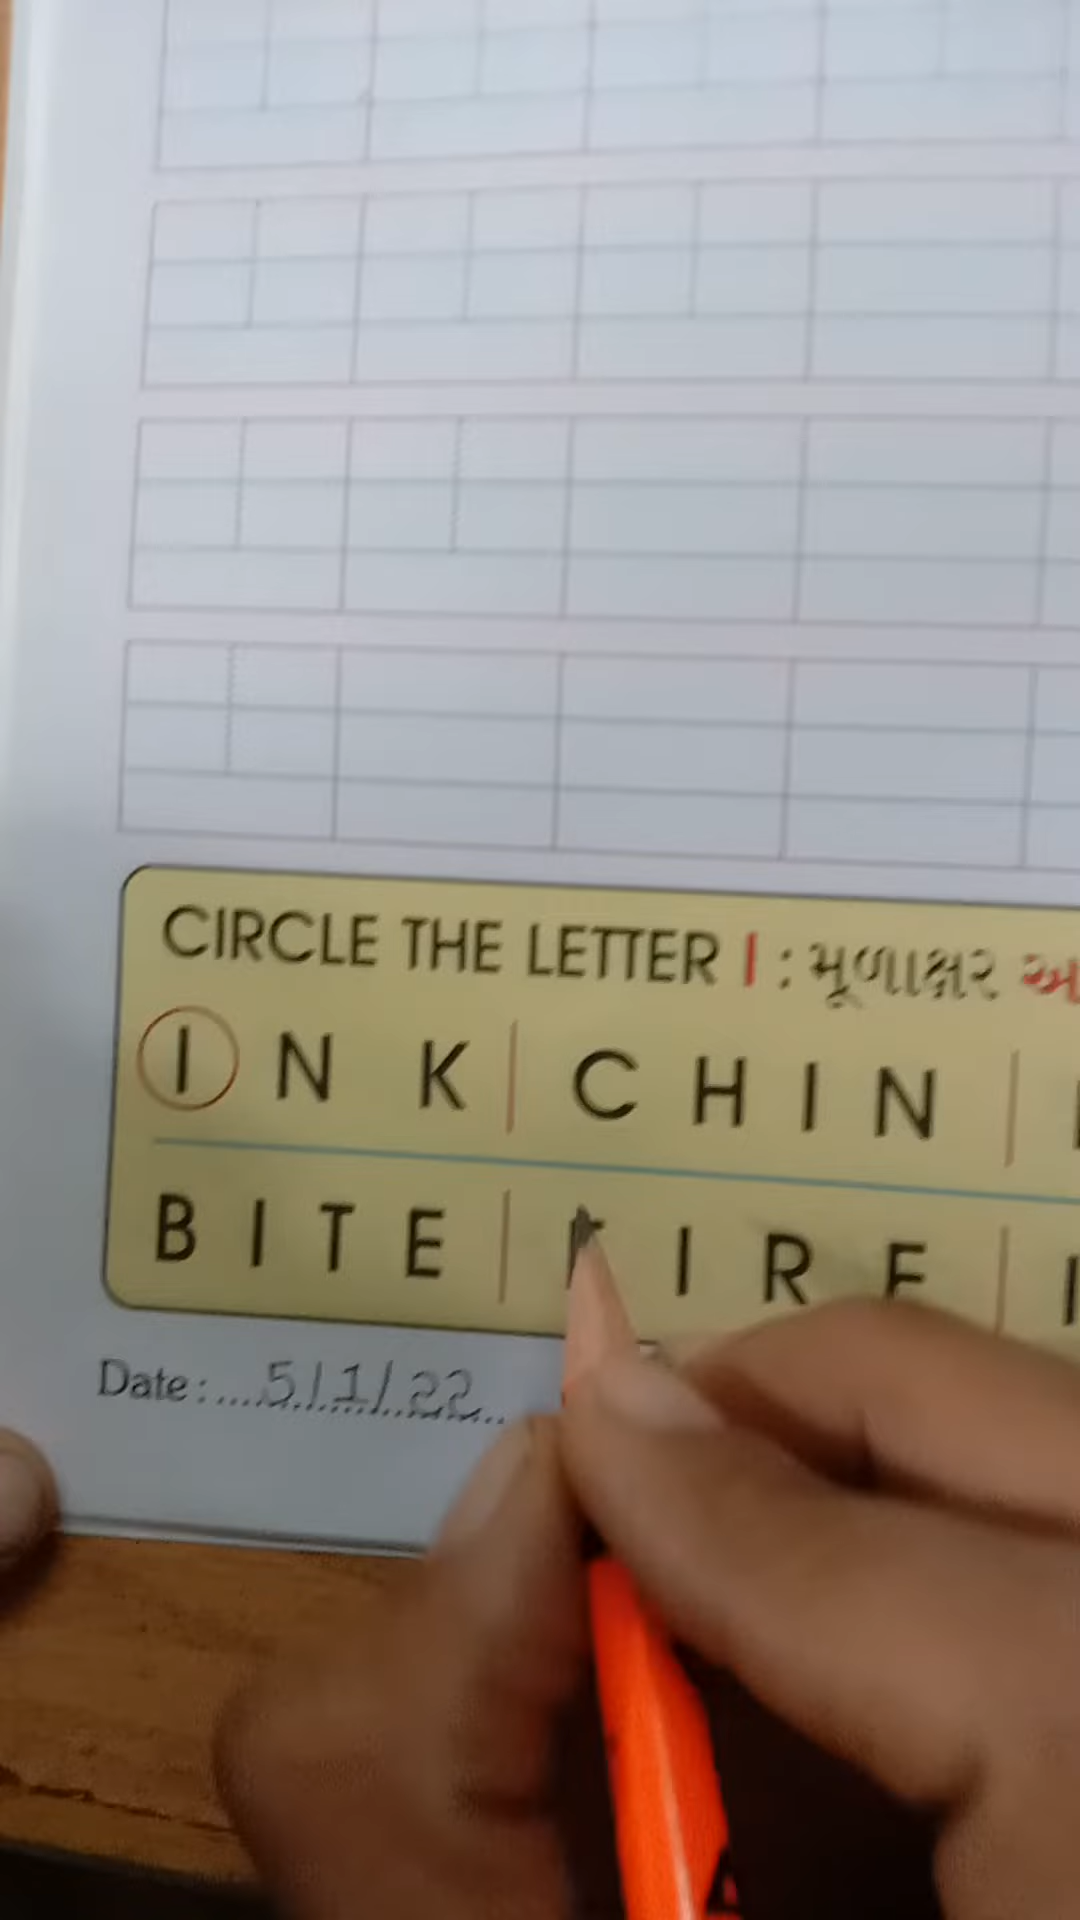 CIRCLE THE LETTER I : મૂળાક્ષર
I N K | C H I N |
B I T E | F I R E |
Date : ...5/1/22...